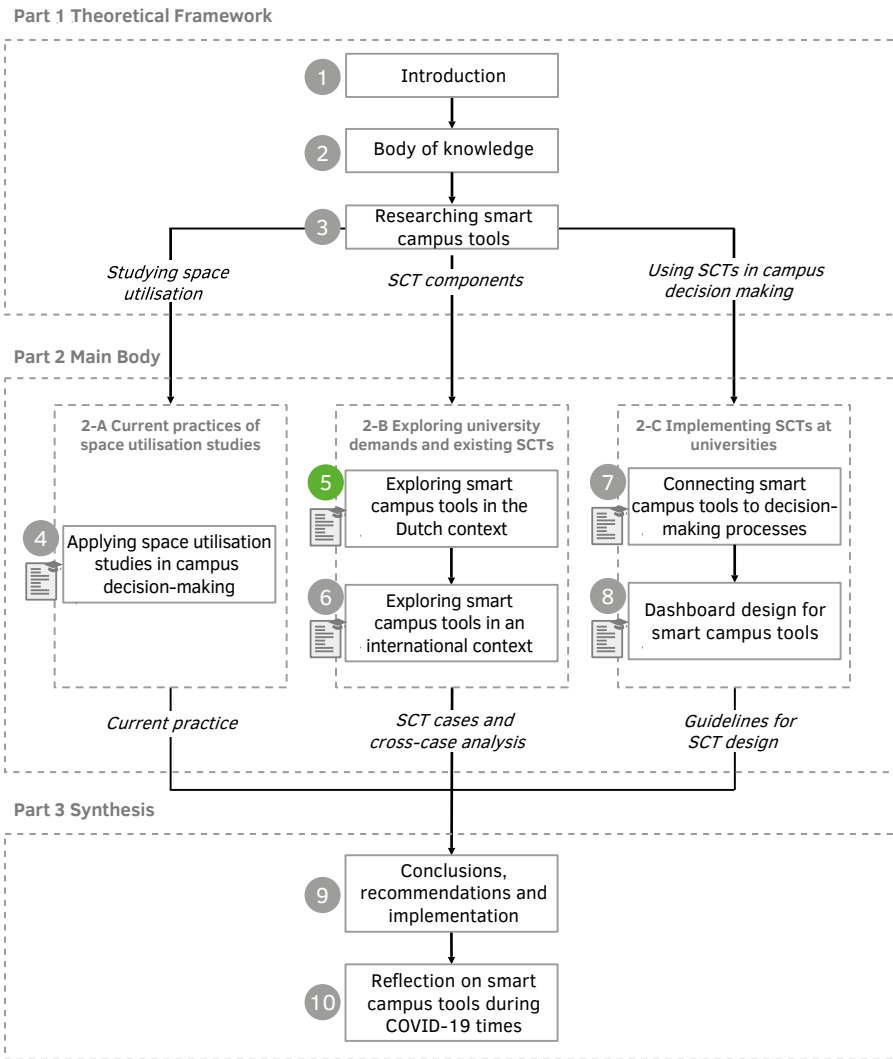 Part 1 Theoretical Framework
1
Introduction
2
Body of knowledge
3
Researching smart
campus tools
Studying space
utilisation
SCT components
Using SCTs in campus
decision making
Part 2 Main Body
2-A Current practices of
space utilisation studies
4
Applying space utilisation
studies in campus
decision-making
2-B Exploring university
demands and existing SCTs
5
Exploring smart
campus tools in the
Dutch context
6
Exploring smart
campus tools in an
international context
2-C Implementing SCTs at
universities
7
Connecting smart
campus tools to decision-
making processes
8
Dashboard design for
smart campus tools
Current practice
SCT cases and
cross-case analysis
Guidelines for
SCT design
Part 3 Synthesis
9
Conclusions,
recommendations and
implementation
10
Reflection on smart
campus tools during
COVID-19 times